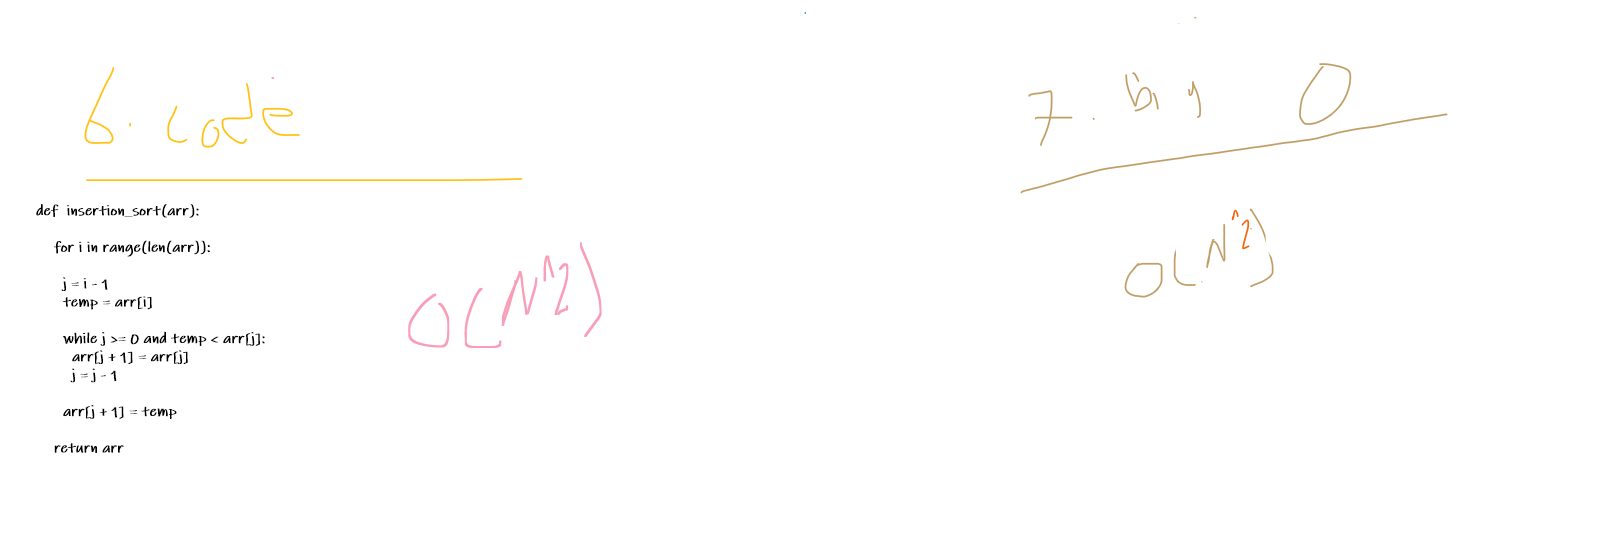 6. code
def insertion_sort(arr):
for i in range(len(arr)):
j = i - 1
temp = arr[i]
while j >= 0 and temp < arr[j]:
arr[j + 1] = arr[j]
j = j - 1
arr[j + 1] = temp
return arr
O(N^2)
7. big O
O(N^2)